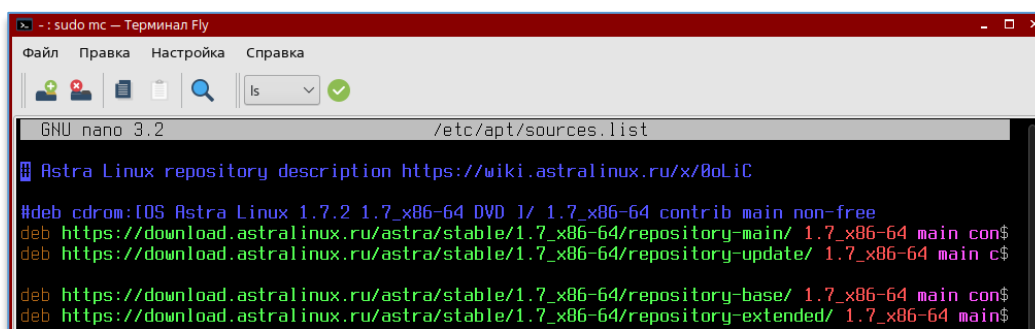 - : sudo mc — Терминал Fly
Файл Правка Настройка Справка
ls
GNU nano 3.2 /etc/apt/sources.list
# Astra Linux repository description https://wiki.astralinux.ru/x/0oLiC
#deb cdrom:[OS Astra Linux 1.7.2 1.7_x86-64 DVD ]/ 1.7_x86-64 contrib main non-free
deb https://download.astralinux.ru/astra/stable/1.7_x86-64/repository-main/ 1.7_x86-64 main con$
deb https://download.astralinux.ru/astra/stable/1.7_x86-64/repository-update/ 1.7_x86-64 main c$
deb https://download.astralinux.ru/astra/stable/1.7_x86-64/repository-base/ 1.7_x86-64 main con$
deb https://download.astralinux.ru/astra/stable/1.7_x86-64/repository-extended/ 1.7_x86-64 main$